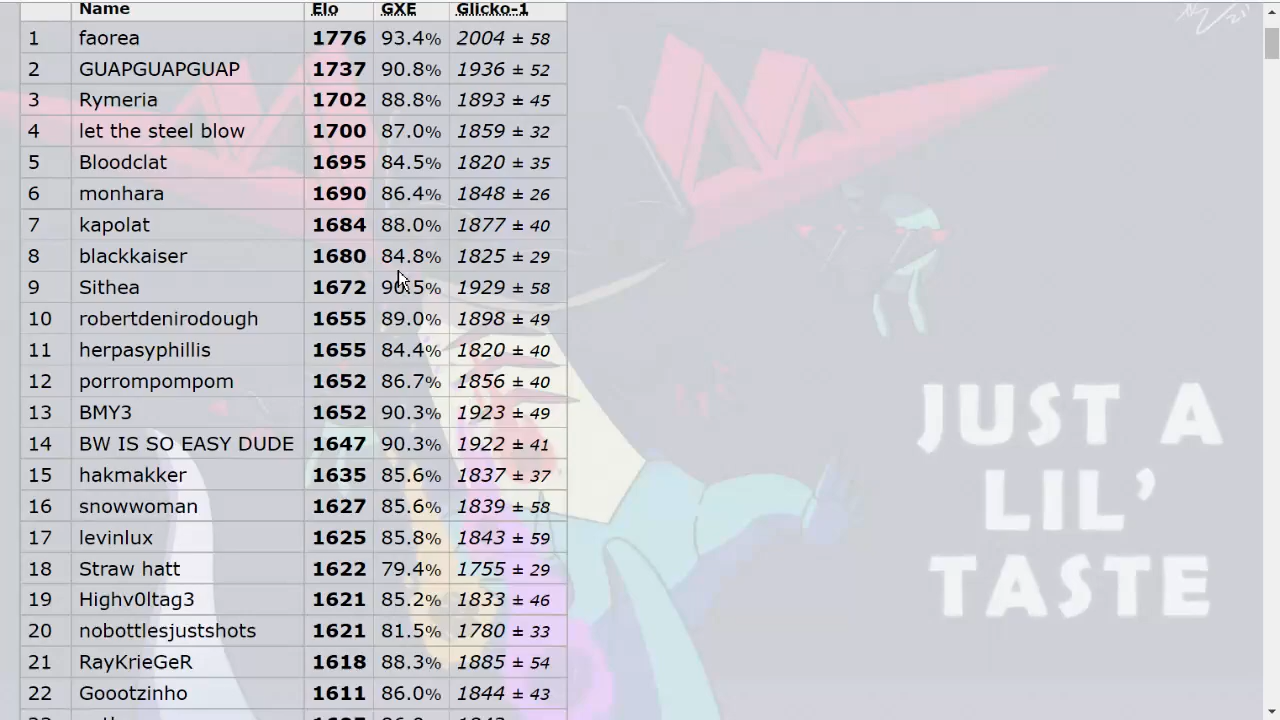 Name Elo GXE Glicko-1
1 faorea 1776 93.4% 2004 ± 58
2 GUAPGUAPGUAP 1737 90.8% 1936 ± 52
3 Rymeria 1702 88.8% 1893 ± 45
4 let the steel blow 1700 87.0% 1859 ± 32
5 Bloodclat 1695 84.5% 1820 ± 35
6 monhara 1690 86.4% 1848 ± 26
7 kapolat 1684 88.0% 1877 ± 40
8 blackkaiser 1680 84.8% 1825 ± 29
9 Sithea 1672 90.5% 1929 ± 58
10 robertdenirodough 1655 89.0% 1898 ± 49
11 herpasyphillis 1655 84.4% 1820 ± 40
12 porrompompom 1652 86.7% 1856 ± 40
13 BMY3 1652 90.3% 1923 ± 49
14 BW IS SO EASY DUDE 1647 90.3% 1922 ± 41
15 hakmakker 1635 85.6% 1837 ± 37
16 snowwoman 1627 85.6% 1839 ± 58
17 levinlux 1625 85.8% 1843 ± 59
18 Straw hatt 1622 79.4% 1755 ± 29
19 Highv0ltag3 1621 85.2% 1833 ± 46
20 nobottlesjustshots 1621 81.5% 1780 ± 33
21 RayKrieGeR 1618 88.3% 1885 ± 54
22 Goootzinho 1611 86.0% 1844 ± 43
JUST A
LIL'
TASTE